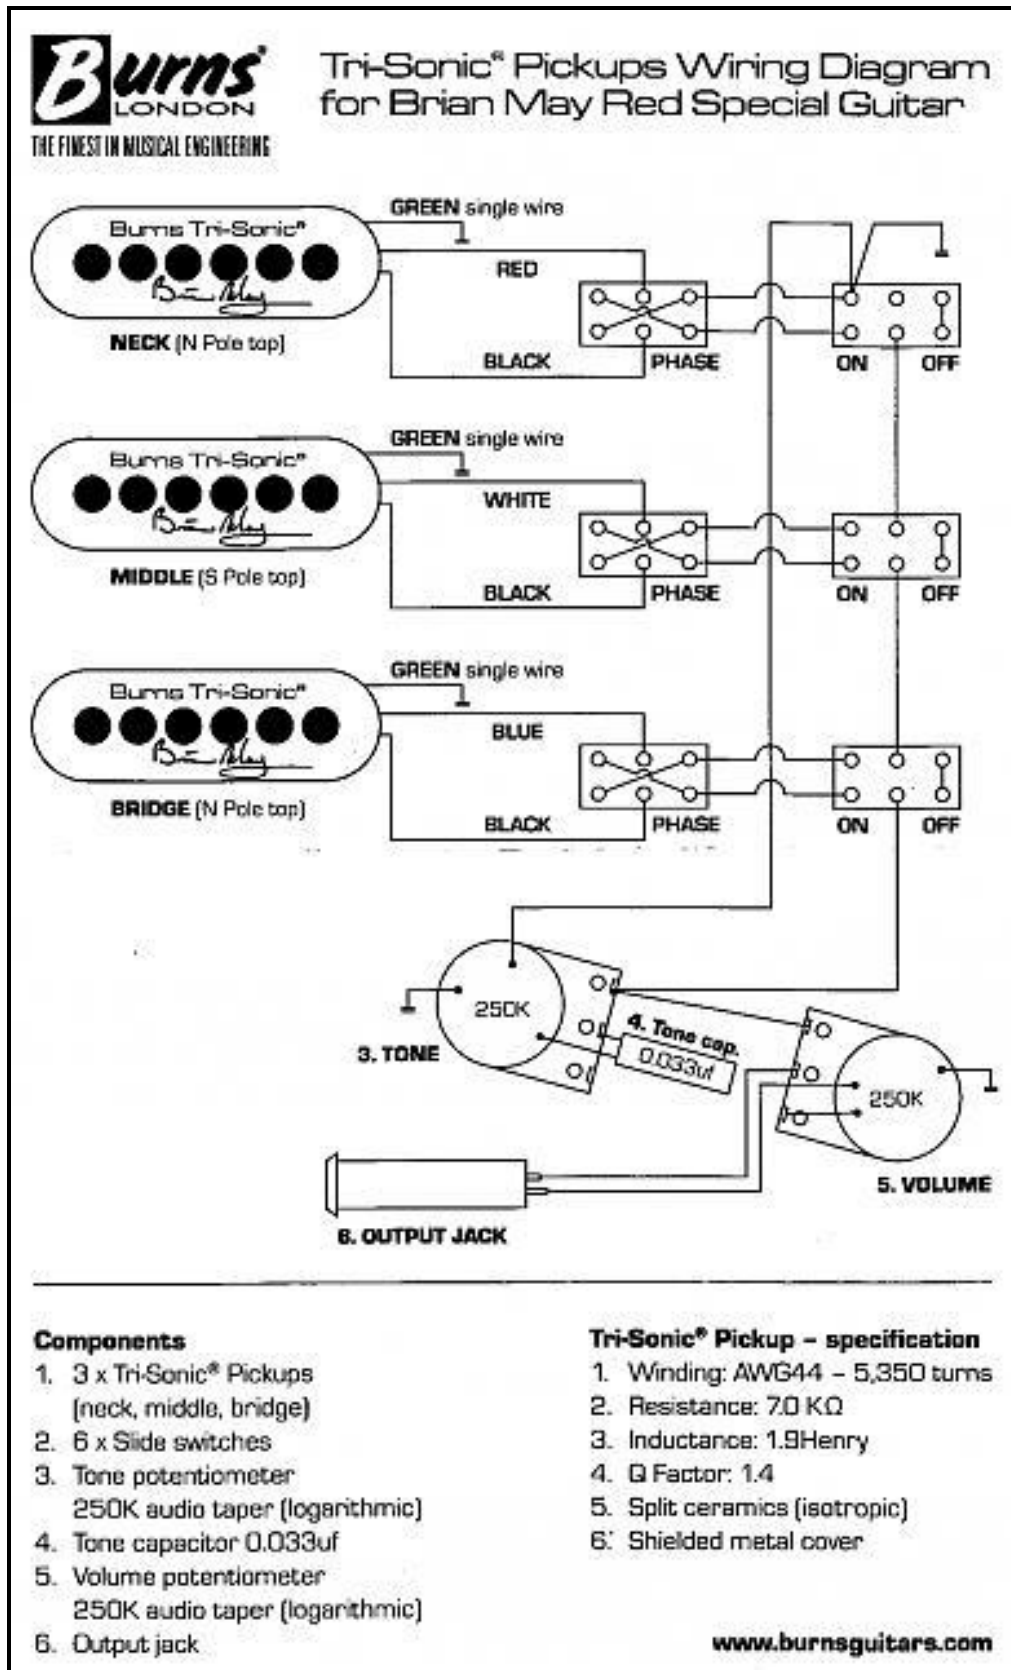 Burns®
LONDON
THE FINEST IN MUSICAL ENGINEERING
Tri-Sonic® Pickups Wiring Diagram
for Brian May Red Special Guitar
GREEN single wire
Burns Tri-Sonic®
RED
Brian May
NECK (N Pole top)
BLACK
PHASE
ON
OFF
GREEN single wire
Burns Tri-Sonic®
WHITE
Brian May
MIDDLE (S Pole top)
BLACK
PHASE
ON
OFF
GREEN single wire
Burns Tri-Sonic®
BLUE
Brian May
BRIDGE (N Pole top)
BLACK
PHASE
ON
OFF
250K
3. TONE
4. Tone cap.
0.033uf
250K
5. VOLUME
6. OUTPUT JACK
Components
1. 3 x Tri-Sonic® Pickups
(neck, middle, bridge)
2. 6 x Slide switches
3. Tone potentiometer
250K audio taper (logarithmic)
4. Tone capacitor 0.033uf
5. Volume potentiometer
250K audio taper (logarithmic)
6. Output jack
Tri-Sonic® Pickup – specification
1. Winding: AWG44 – 5,350 turns
2. Resistance: 7.0 KΩ
3. Inductance: 1.9Henry
4. Q Factor: 1.4
5. Split ceramics (isotropic)
6. Shielded metal cover
www.burnsguitars.com